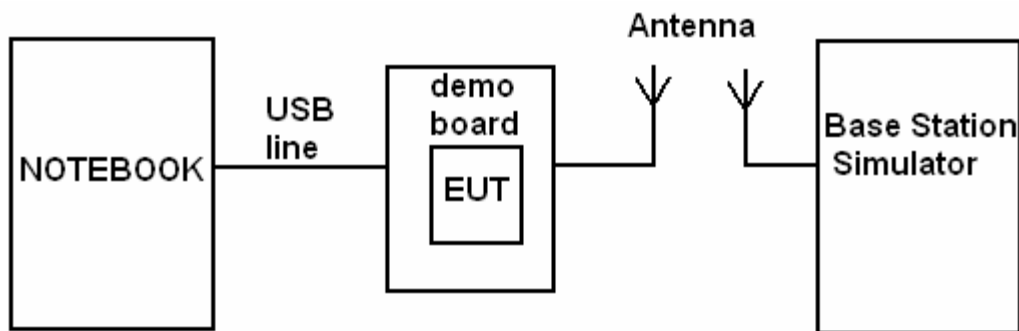 NOTEBOOK
USB
line
demo
board
EUT
Antenna
Base Station
Simulator